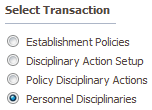 Select Transaction
Establishment Policies
Disciplinary Action Setup
Policy Disciplinary Actions
Personnel Disciplinaries